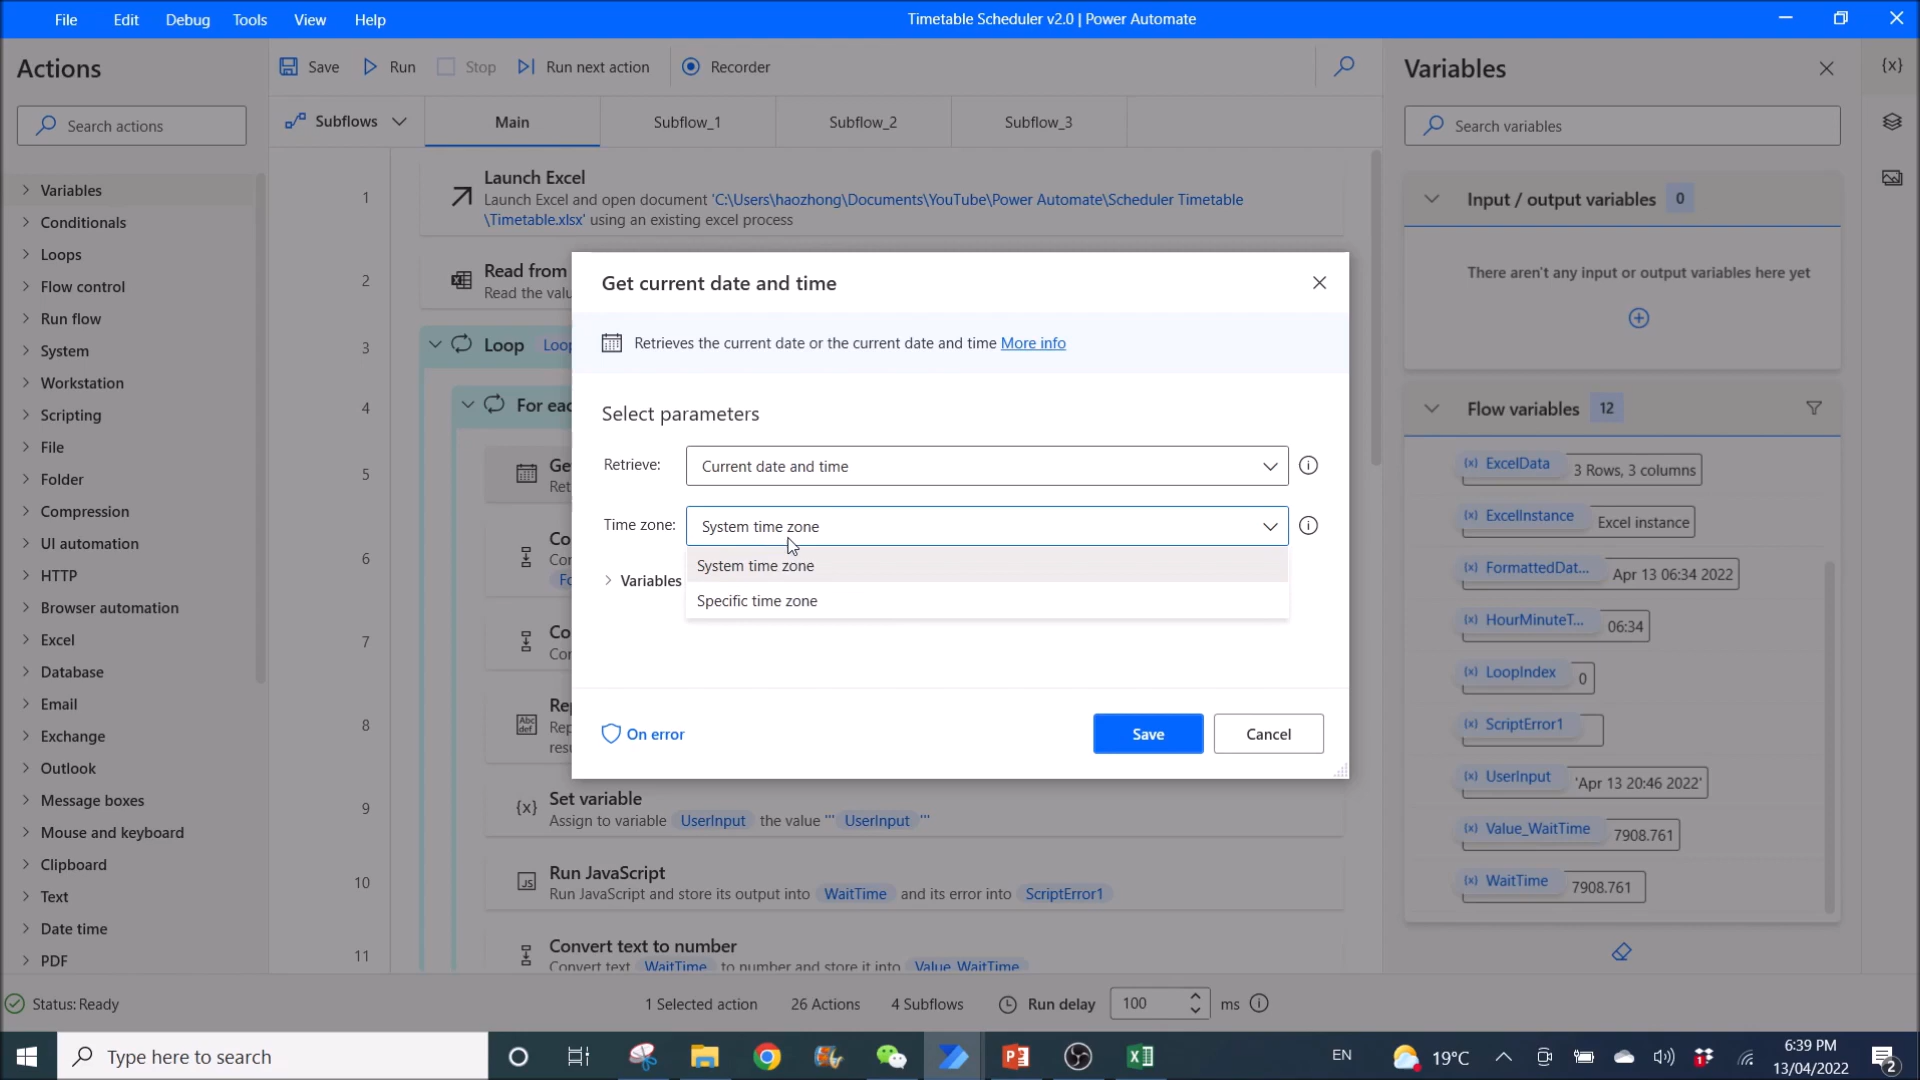 File Edit Debug Tools View Help
Timetable Scheduler v2.0 | Power Automate
Actions
Search actions
Variables
Conditionals
Loops
Flow control
Run flow
System
Workstation
Scripting
File
Folder
Compression
UI automation
HTTP
Browser automation
Excel
Database
Email
Exchange
Outlook
Message boxes
Mouse and keyboard
Clipboard
Text
Date time
PDF
Save Run Stop Run next action Recorder
Subflows Main Subflow_1 Subflow_2 Subflow_3
1
Launch Excel
Launch Excel and open document 'C:\Users\haozhong\Documents\YouTube\Power Automate\Scheduler Timetable
\Timetable.xlsx' using an existing excel process
2
Read from
Read the valu
3
Loop Loop
4
For eac
5
Ge
Ret
6
Co
Con
Fo
7
Co
Con
8
Rep
Rep
resu
9
Set variable
Assign to variable UserInput the value ''' UserInput '''
10
Run JavaScript
Run JavaScript and store its output into WaitTime and its error into ScriptError1
11
Convert text to number
Convert text WaitTime to number and store it into Value_WaitTime
Get current date and time
Retrieves the current date or the current date and time More info
Select parameters
Retrieve: Current date and time
Time zone: System time zone
System time zone
Specific time zone
Variables
On error
Save
Cancel
Variables
{x}
Search variables
Input / output variables 0
There aren't any input or output variables here yet
Flow variables 12
(x) ExcelData 3 Rows, 3 columns
(x) ExcelInstance Excel instance
(x) FormattedDat... Apr 13 06:34 2022
(x) HourMinuteT... 06:34
(x) LoopIndex 0
(x) ScriptError1
(x) UserInput 'Apr 13 20:46 2022'
(x) Value_WaitTime 7908.761
(x) WaitTime 7908.761
Status: Ready
1 Selected action 26 Actions 4 Subflows Run delay 100 ms
Type here to search
EN
19°C
6:39 PM
13/04/2022
2